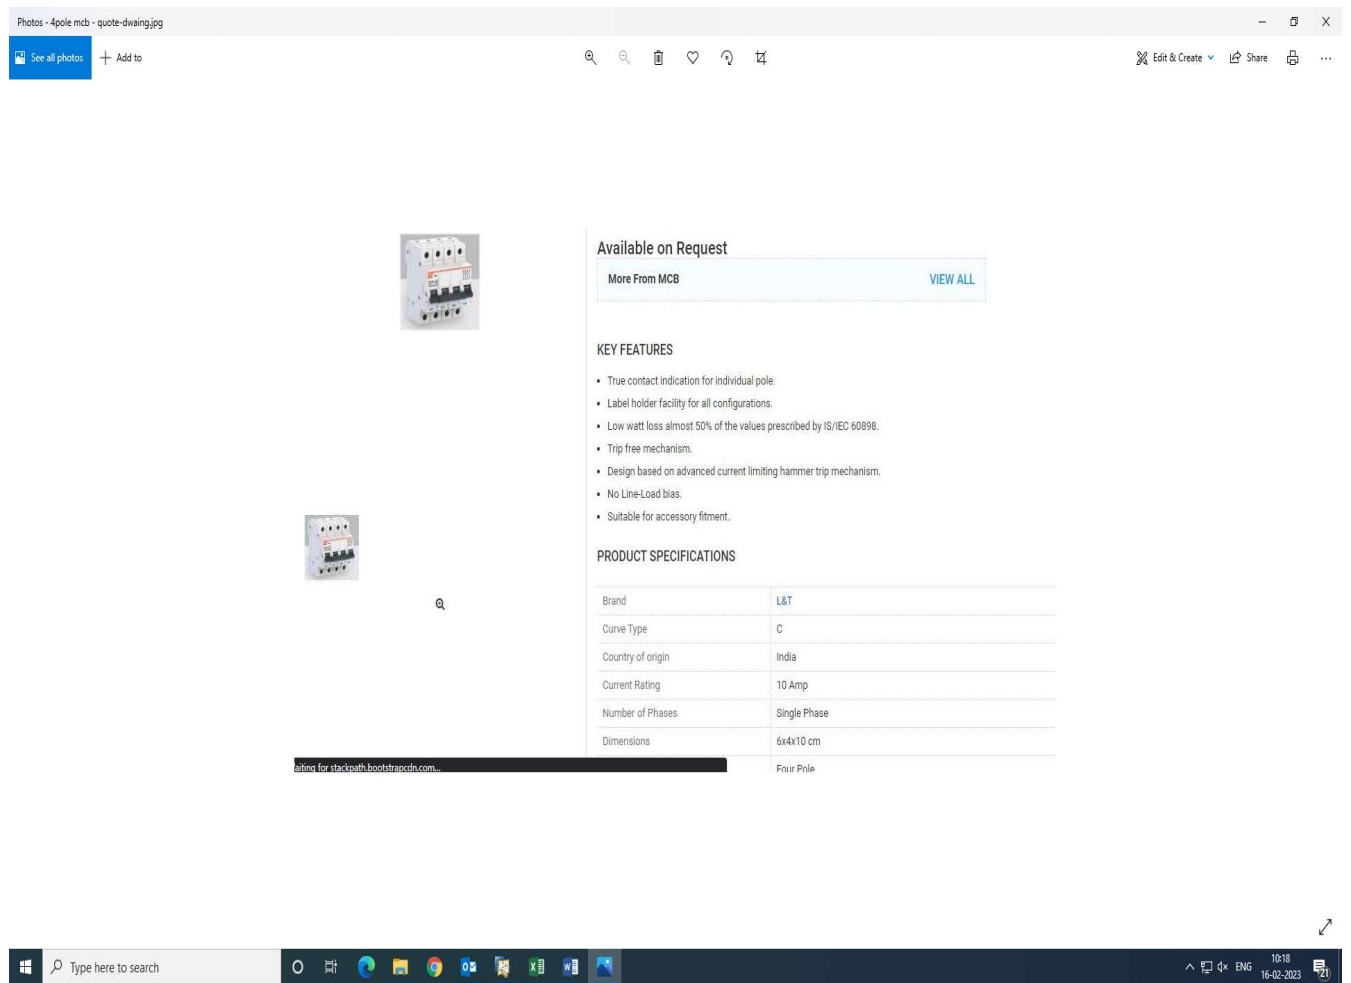 Photos - 4pole mcb - quote-dwaing.jpg
See all photos
Add to
Edit & Create
Share
Available on Request
More From MCB
VIEW ALL
KEY FEATURES
• True contact indication for individual pole.
• Label holder facility for all configurations.
• Low watt loss almost 50% of the values prescribed by IS/IEC 60898.
• Trip free mechanism.
• Design based on advanced current limiting hammer trip mechanism.
• No Line-Load bias.
• Suitable for accessory fitment.
PRODUCT SPECIFICATIONS
Brand L&T
Curve Type C
Country of origin India
Current Rating 10 Amp
Number of Phases Single Phase
Dimensions 6x4x10 cm
Four Pole
aiting for stackpath.bootstrapcdn.com...
Type here to search
ENG
10:18
16-02-2023
21